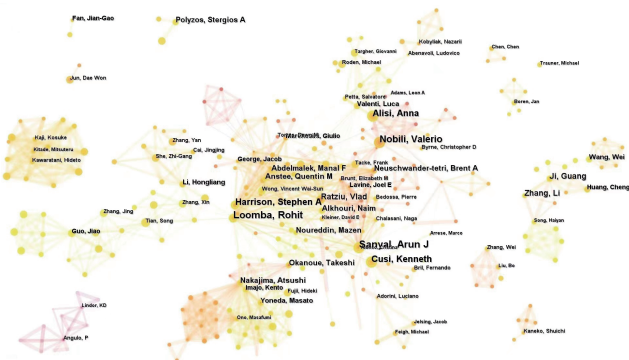 Fan, Jian-Gao
Polyzos, Stergios A
Kobyliak, Nazarii
Chen, Chen
Targher, Giovanni
Abenavoli, Ludovico
Roden, Michael
Trauner, Michael
Jun, Dae Won
Adams, Leon A
Petta, Salvatore
Boren, Jan
Valenti, Luca
Alisi, Anna
Kaji, Kosuke
Zhang, Yan
Marchesini, Giulio
Nobili, Valerio
Kitade, Mitsuteru
Cai, Jingjing
Byrne, Christopher D
She, Zhi-Gang
George, Jacob
Wang, Wei
Kawaratani, Hideto
Tacke, Frank
Abdelmalek, Manal F
Neuschwander-tetri, Brent A
Anstee, Quentin M
Brunt, Elizabeth M
Ji, Guang
Li, Hongliang
Lavine, Joel E
Wong, Vincent Wai-Sun
Huang, Cheng
Zhang, Li
Ratziu, Vlad
Bedossa, Pierre
Harrison, Stephen A
Zhang, Xin
Alkhouri, Naim
Zhang, Jing
Loomba, Rohit
Kleiner, David E
Tian, Song
Chalasani, Naga
Song, Haiyan
Guo, Jiao
Noureddin, Mazen
Arrese, Marco
Sanyal, Arun J
Zhang, Wei
Cusi, Kenneth
Okanoue, Takeshi
Liu, Bo
Bril, Fernando
Nakajima, Atsushi
Imajo, Kento
Fujii, Hideki
Adorini, Luciano
Yoneda, Masato
Lindor, KD
Ono, Masafumi
Jelsing, Jacob
Feigh, Michael
Kaneko, Shuichi
Angulo, P